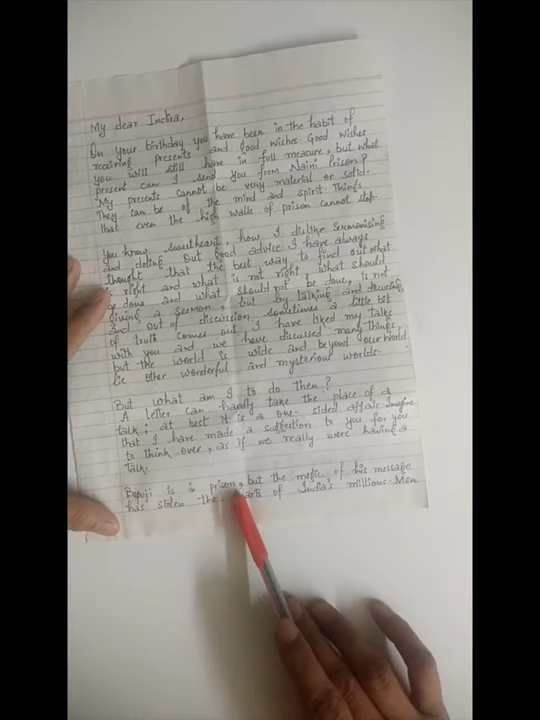 My dear Indira,
On your birthday you have been in the habit of
receiving presents and good wishes. Good wishes
you will still have in full measure, but what
present can I send you from Naini Prison?
My presents cannot be very material or solid.
They can be of the mind and spirit. Things
that even the high walls of prison cannot stop.
You know sweetheart, how I dislike sermonising
and doling out good advice. I have always
thought that the best way to find out what
is right and what is not right, what should
be done and what should not be done, is not
giving a sermon, but by talking and discussing,
and out of discussion sometimes a little bit
of truth comes out. I have liked my talks
with you and we have discussed many things,
but the world is wide and beyond our world
lie other wonderful and mysterious worlds.
But what am I to do then?
A letter can hardly take the place of a
talk; at best it is a one-sided affair. Imagine
that I have made a suggestion to you for you
to think over, as if we really were having a
talk.
Bapuji is in prison, but the magic of his message
has stolen the hearts of India's millions. Men